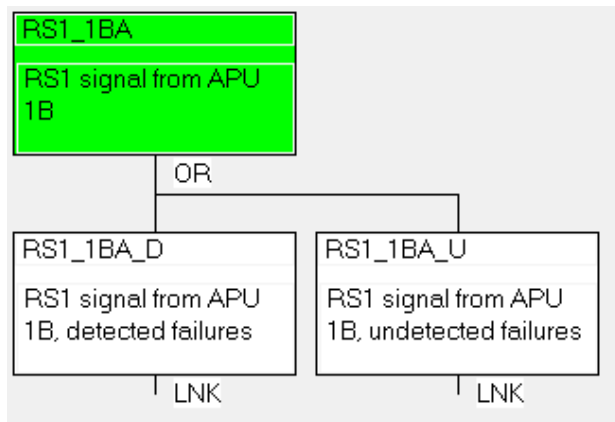 RS1_1BA
RS1 signal from APU
1B
OR
RS1_1BA_D
RS1 signal from APU
1B, detected failures
LNK
RS1_1BA_U
RS1 signal from APU
1B, undetected failures
LNK